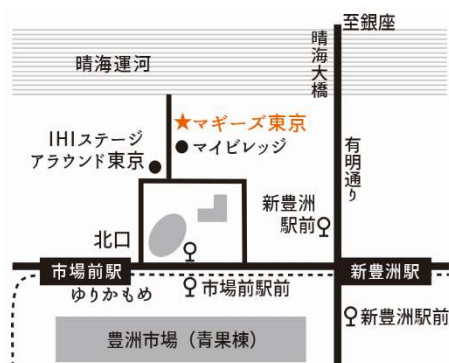 至銀座
晴海大橋
晴海運河
★マギーズ東京
IHIステージ
アラウンド東京
マイビレッジ
有明通り
新豊洲
駅前
北口
市場前駅
新豊洲駅
ゆりかもめ
市場前駅前
新豊洲駅前
豊洲市場（青果棟）